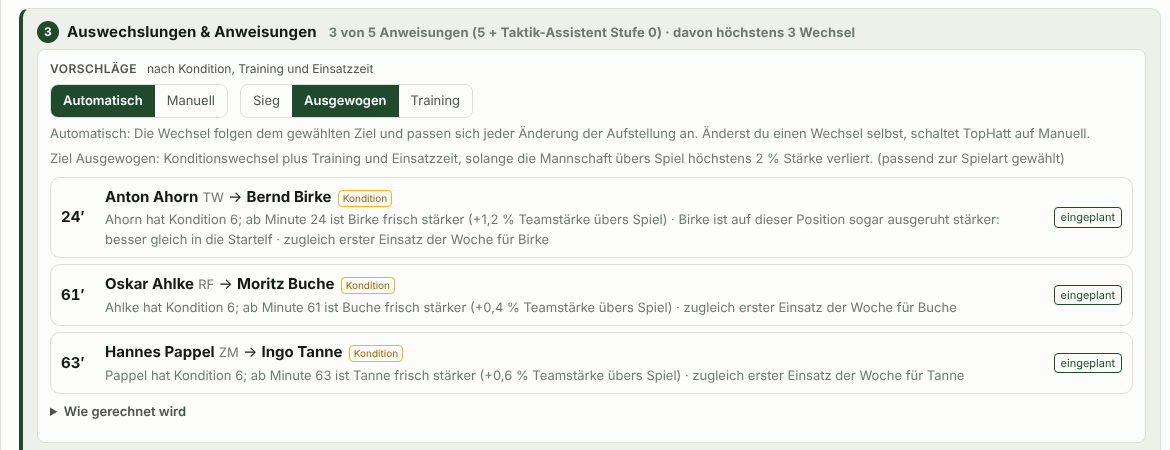 3 Auswechslungen & Anweisungen 3 von 5 Anweisungen (5 + Taktik-Assistent Stufe 0) · davon höchstens 3 Wechsel
VORSCHLÄGE nach Kondition, Training und Einsatzzeit
Automatisch Manuell Sieg Ausgewogen Training
Automatisch: Die Wechsel folgen dem gewählten Ziel und passen sich jeder Änderung der Aufstellung an. Änderst du einen Wechsel selbst, schaltet TopHatt auf Manuell.
Ziel Ausgewogen: Konditionswechsel plus Training und Einsatzzeit, solange die Mannschaft übers Spiel höchstens 2 % Stärke verliert. (passend zur Spielart gewählt)
24′ Anton Ahorn TW → Bernd Birke Kondition
Ahorn hat Kondition 6; ab Minute 24 ist Birke frisch stärker (+1,2 % Teamstärke übers Spiel) · Birke ist auf dieser Position sogar ausgeruht stärker:
besser gleich in die Startelf · zugleich erster Einsatz der Woche für Birke
eingeplant
61′ Oskar Ahlke RF → Moritz Buche Kondition
Ahlke hat Kondition 6; ab Minute 61 ist Buche frisch stärker (+0,4 % Teamstärke übers Spiel) · zugleich erster Einsatz der Woche für Buche
eingeplant
63′ Hannes Pappel ZM → Ingo Tanne Kondition
Pappel hat Kondition 6; ab Minute 63 ist Tanne frisch stärker (+0,6 % Teamstärke übers Spiel) · zugleich erster Einsatz der Woche für Tanne
eingeplant
▶ Wie gerechnet wird